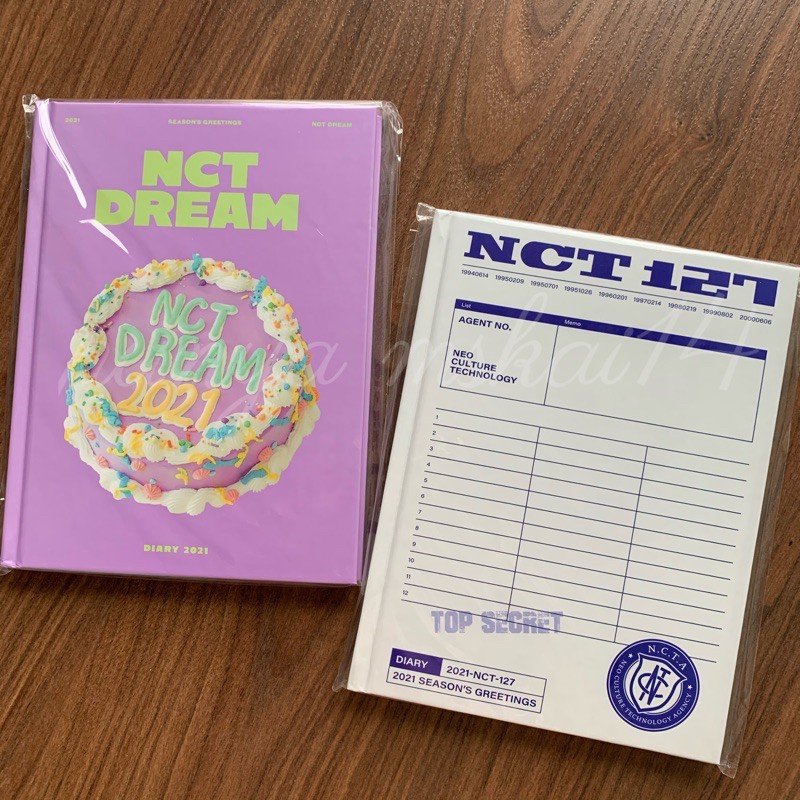 2021 SEASON'S GREETINGS NCT DREAM
NCT
DREAM
NCT
DREAM
2021
DIARY 2021
NCT 127
19940614 19950209 19950701 19951026 19960201 19970214 19980219 19990802 20000606
List
Memo
AGENT NO.
NEO
CULTURE
TECHNOLOGY
1
2
3
4
5
6
7
8
9
10
11
12
TOP SECRET
DIARY 2021-NCT-127
2021 SEASON'S GREETINGS
N.C.T.A
NEO CULTURE TECHNOLOGY AGENCY